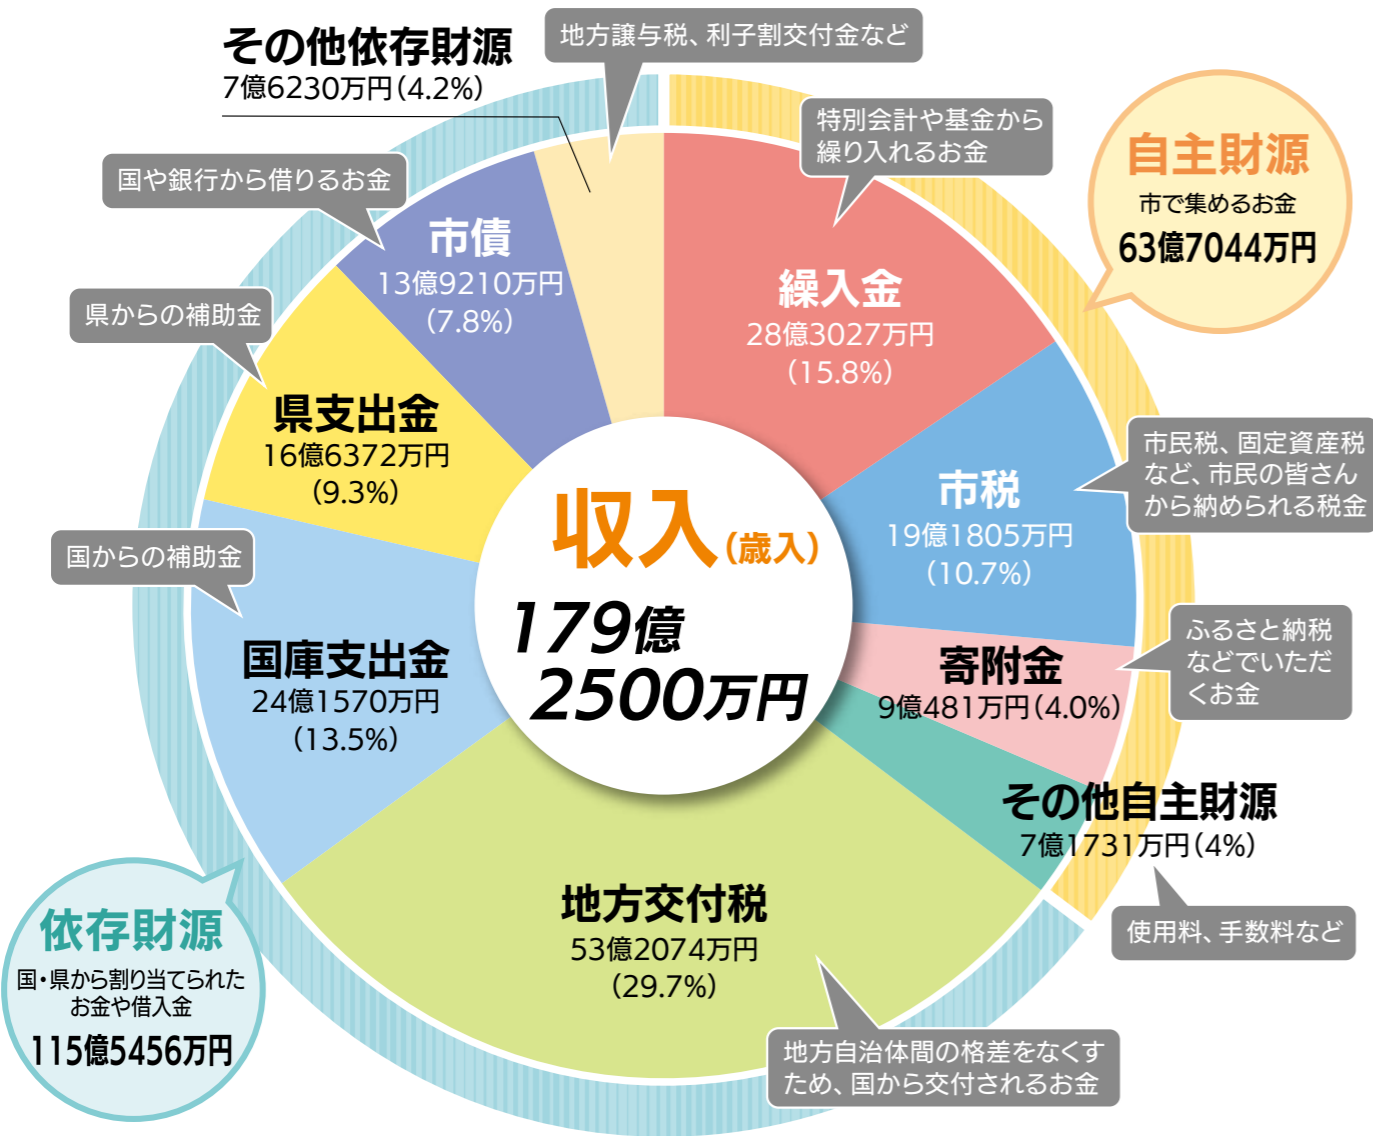 その他依存財源
7億6230万円(4.2%)
地方譲与税、利子割交付金など
特別会計や基金から
繰り入れるお金
自主財源
市で集めるお金
63億7044万円
国や銀行から借りるお金
市債
13億9210万円
(7.8%)
繰入金
28億3027万円
(15.8%)
県からの補助金
県支出金
16億6372万円
(9.3%)
市税
19億1805万円
(10.7%)
市民税、固定資産税
など、市民の皆さん
から納められる税金
収入(歳入)
179億
2500万円
国からの補助金
国庫支出金
24億1570万円
(13.5%)
寄附金
9億481万円(4.0%)
ふるさと納税
などでいただ
くお金
その他自主財源
7億1731万円(4%)
使用料、手数料など
地方交付税
53億2074万円
(29.7%)
地方自治体間の格差をなくす
ため、国から交付されるお金
依存財源
国・県から割り当てられた
お金や借入金
115億5456万円